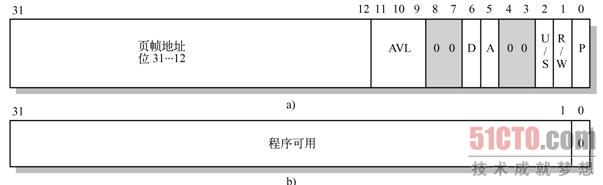 31 12 11 10 9 8 7 6 5 4 3 2 1 0
页帧地址
位 31…12
AVL 0 0 D A 0 0 U/S R/W P
a)
31 1 0
程序可用 0
51CTO.com
技术成就梦想
b)